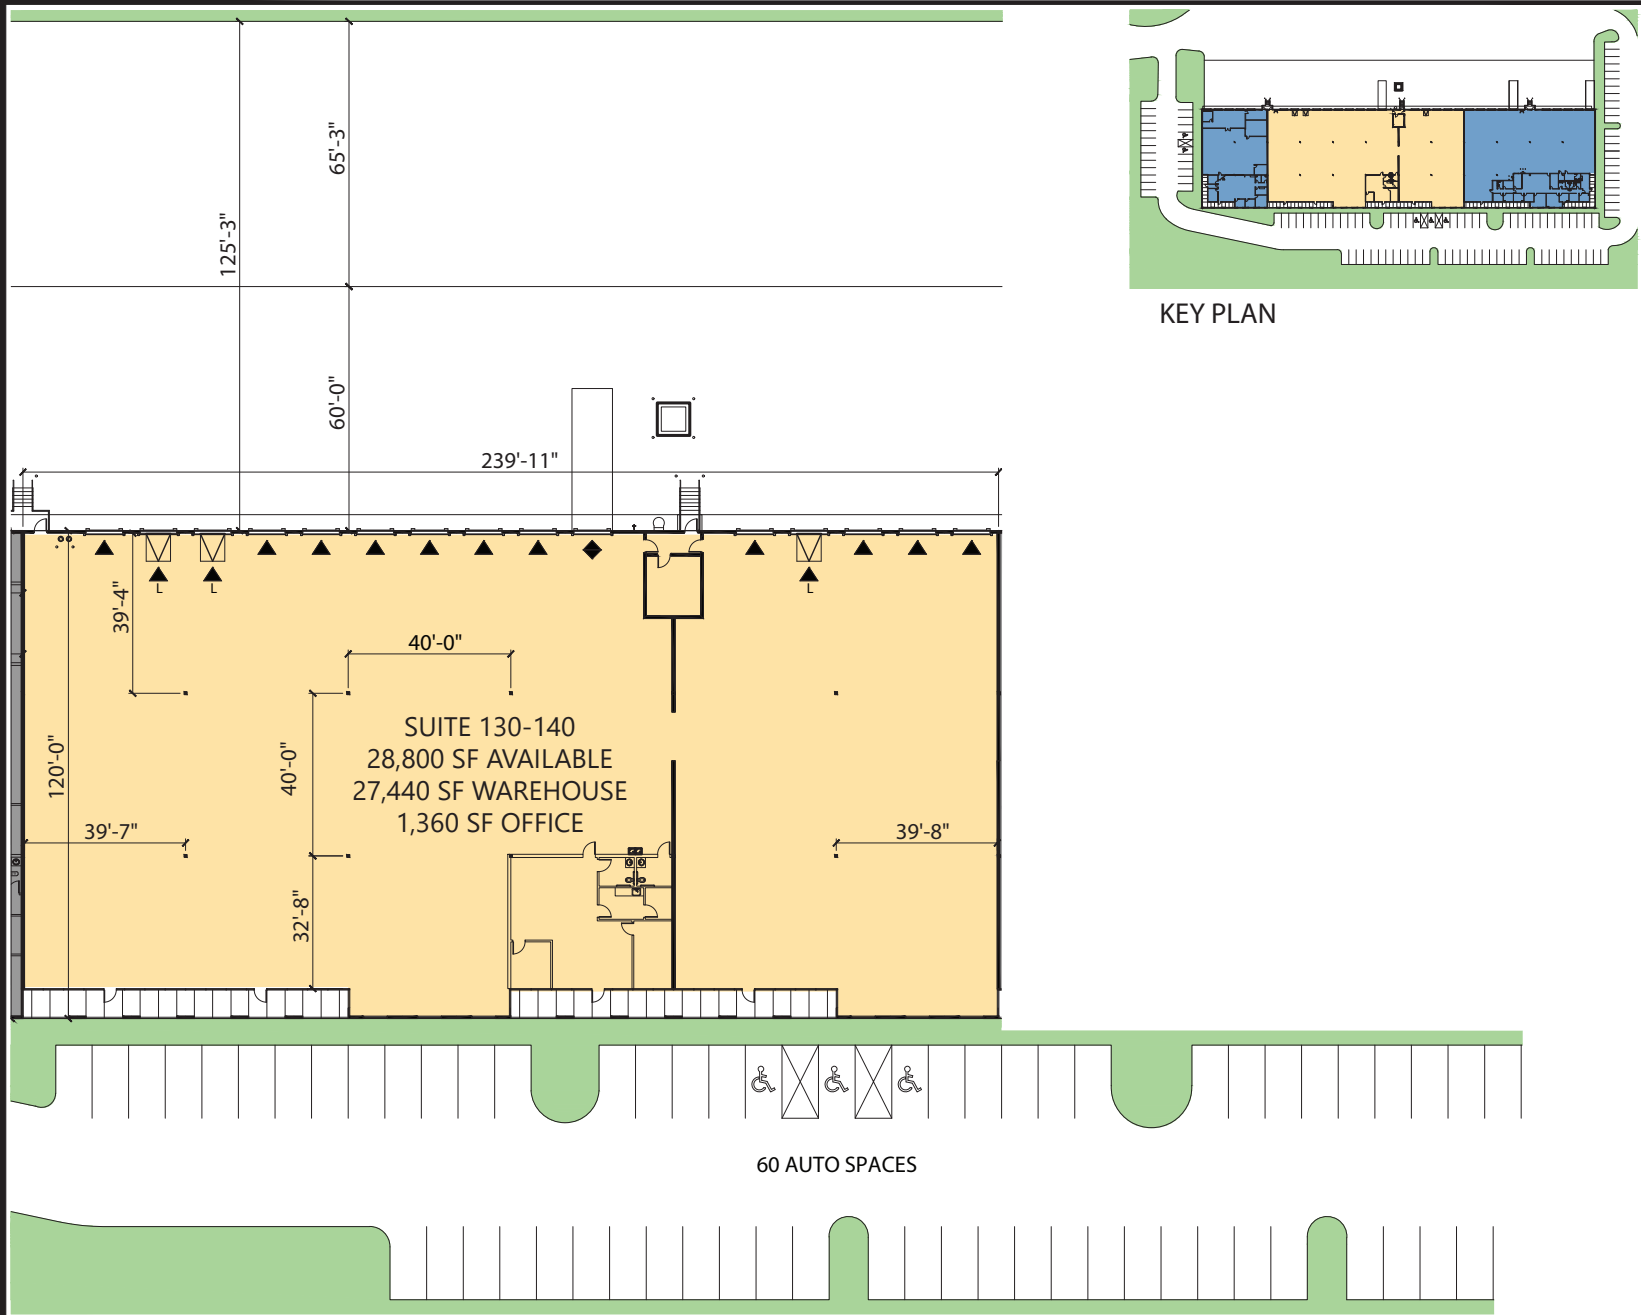 KEY PLAN
125'-3"
65'-3"
60'-0"
239'-11"
L
L
L
39'-4"
40'-0"
120'-0"
40'-0"
SUITE 130-140
28,800 SF AVAILABLE
27,440 SF WAREHOUSE
1,360 SF OFFICE
39'-7"
39'-8"
32'-8"
60 AUTO SPACES